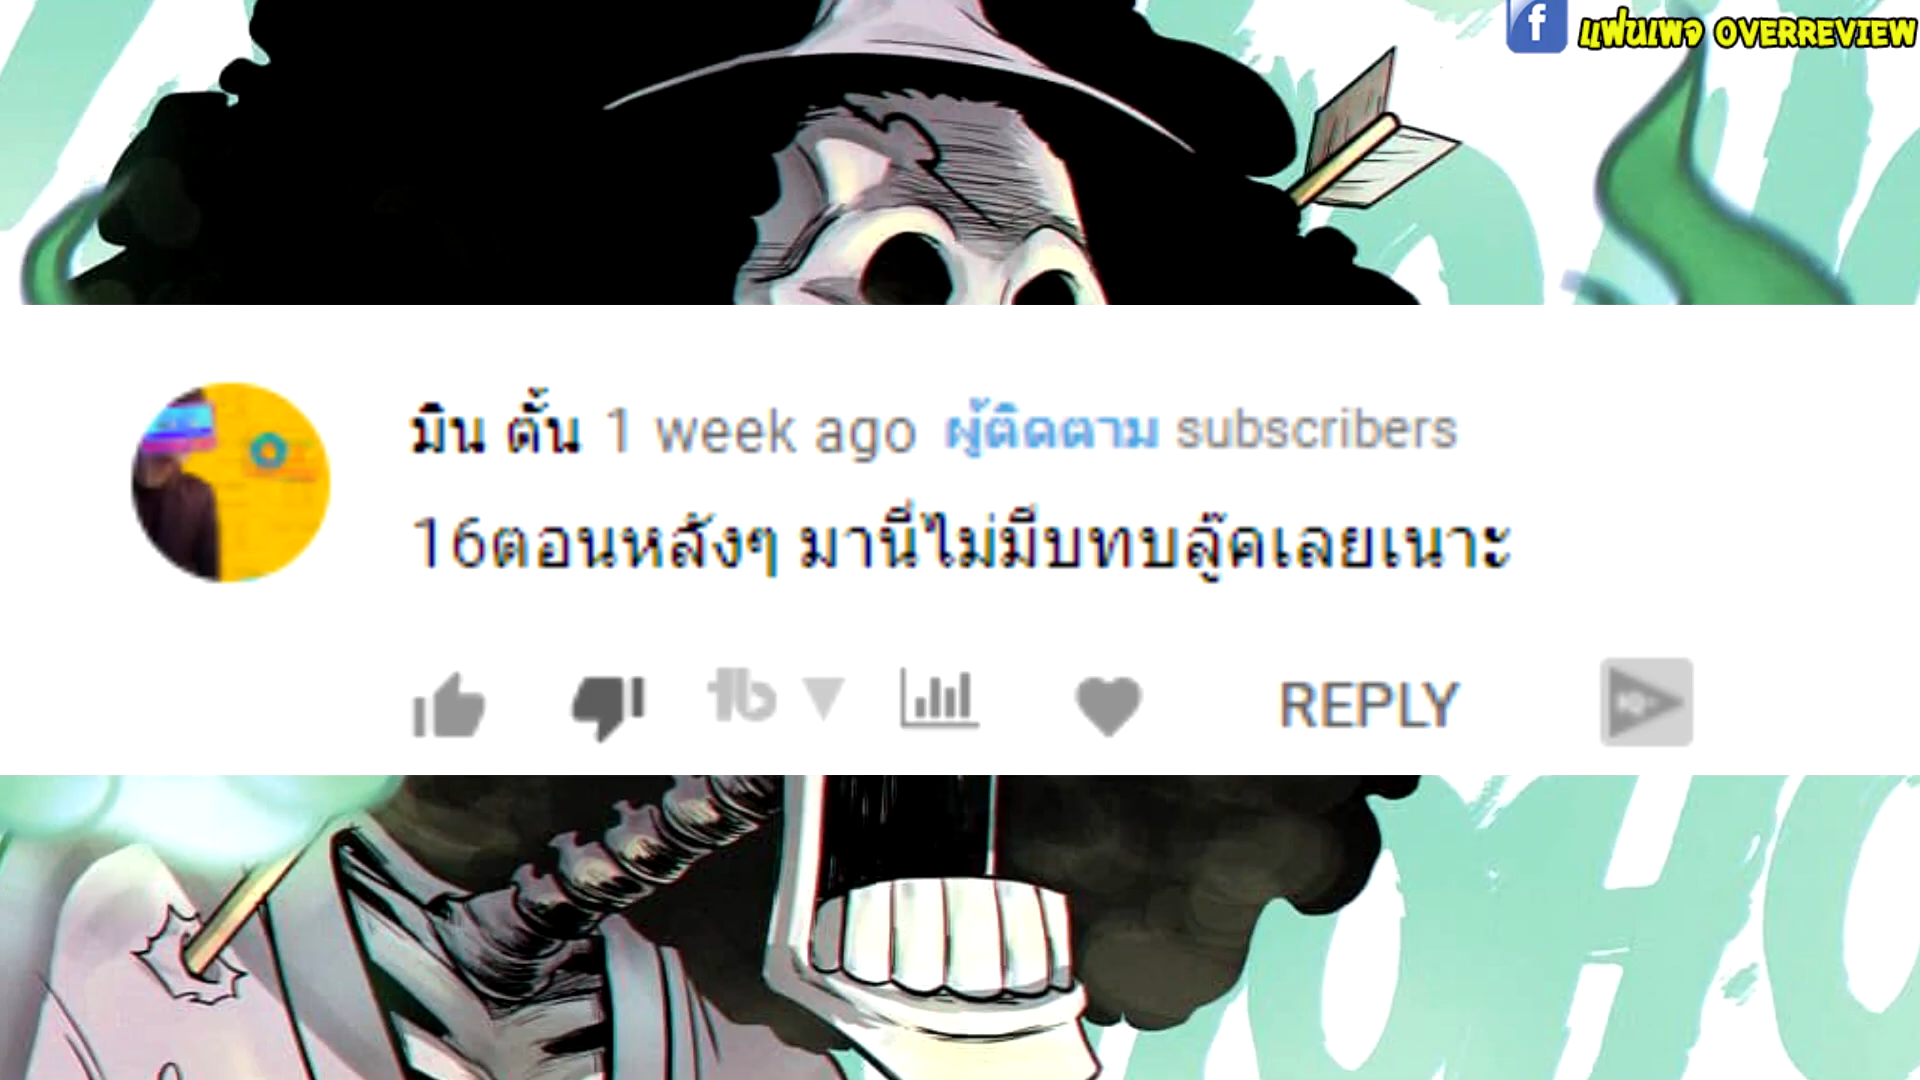 แฟนเพจ OVERREVIEW
มิน ตั้น 1 week ago ผู้ติดตาม subscribers
16ตอนหลังๆ มานี่ไม่มีบทบลู๊คเลยเนาะ
REPLY